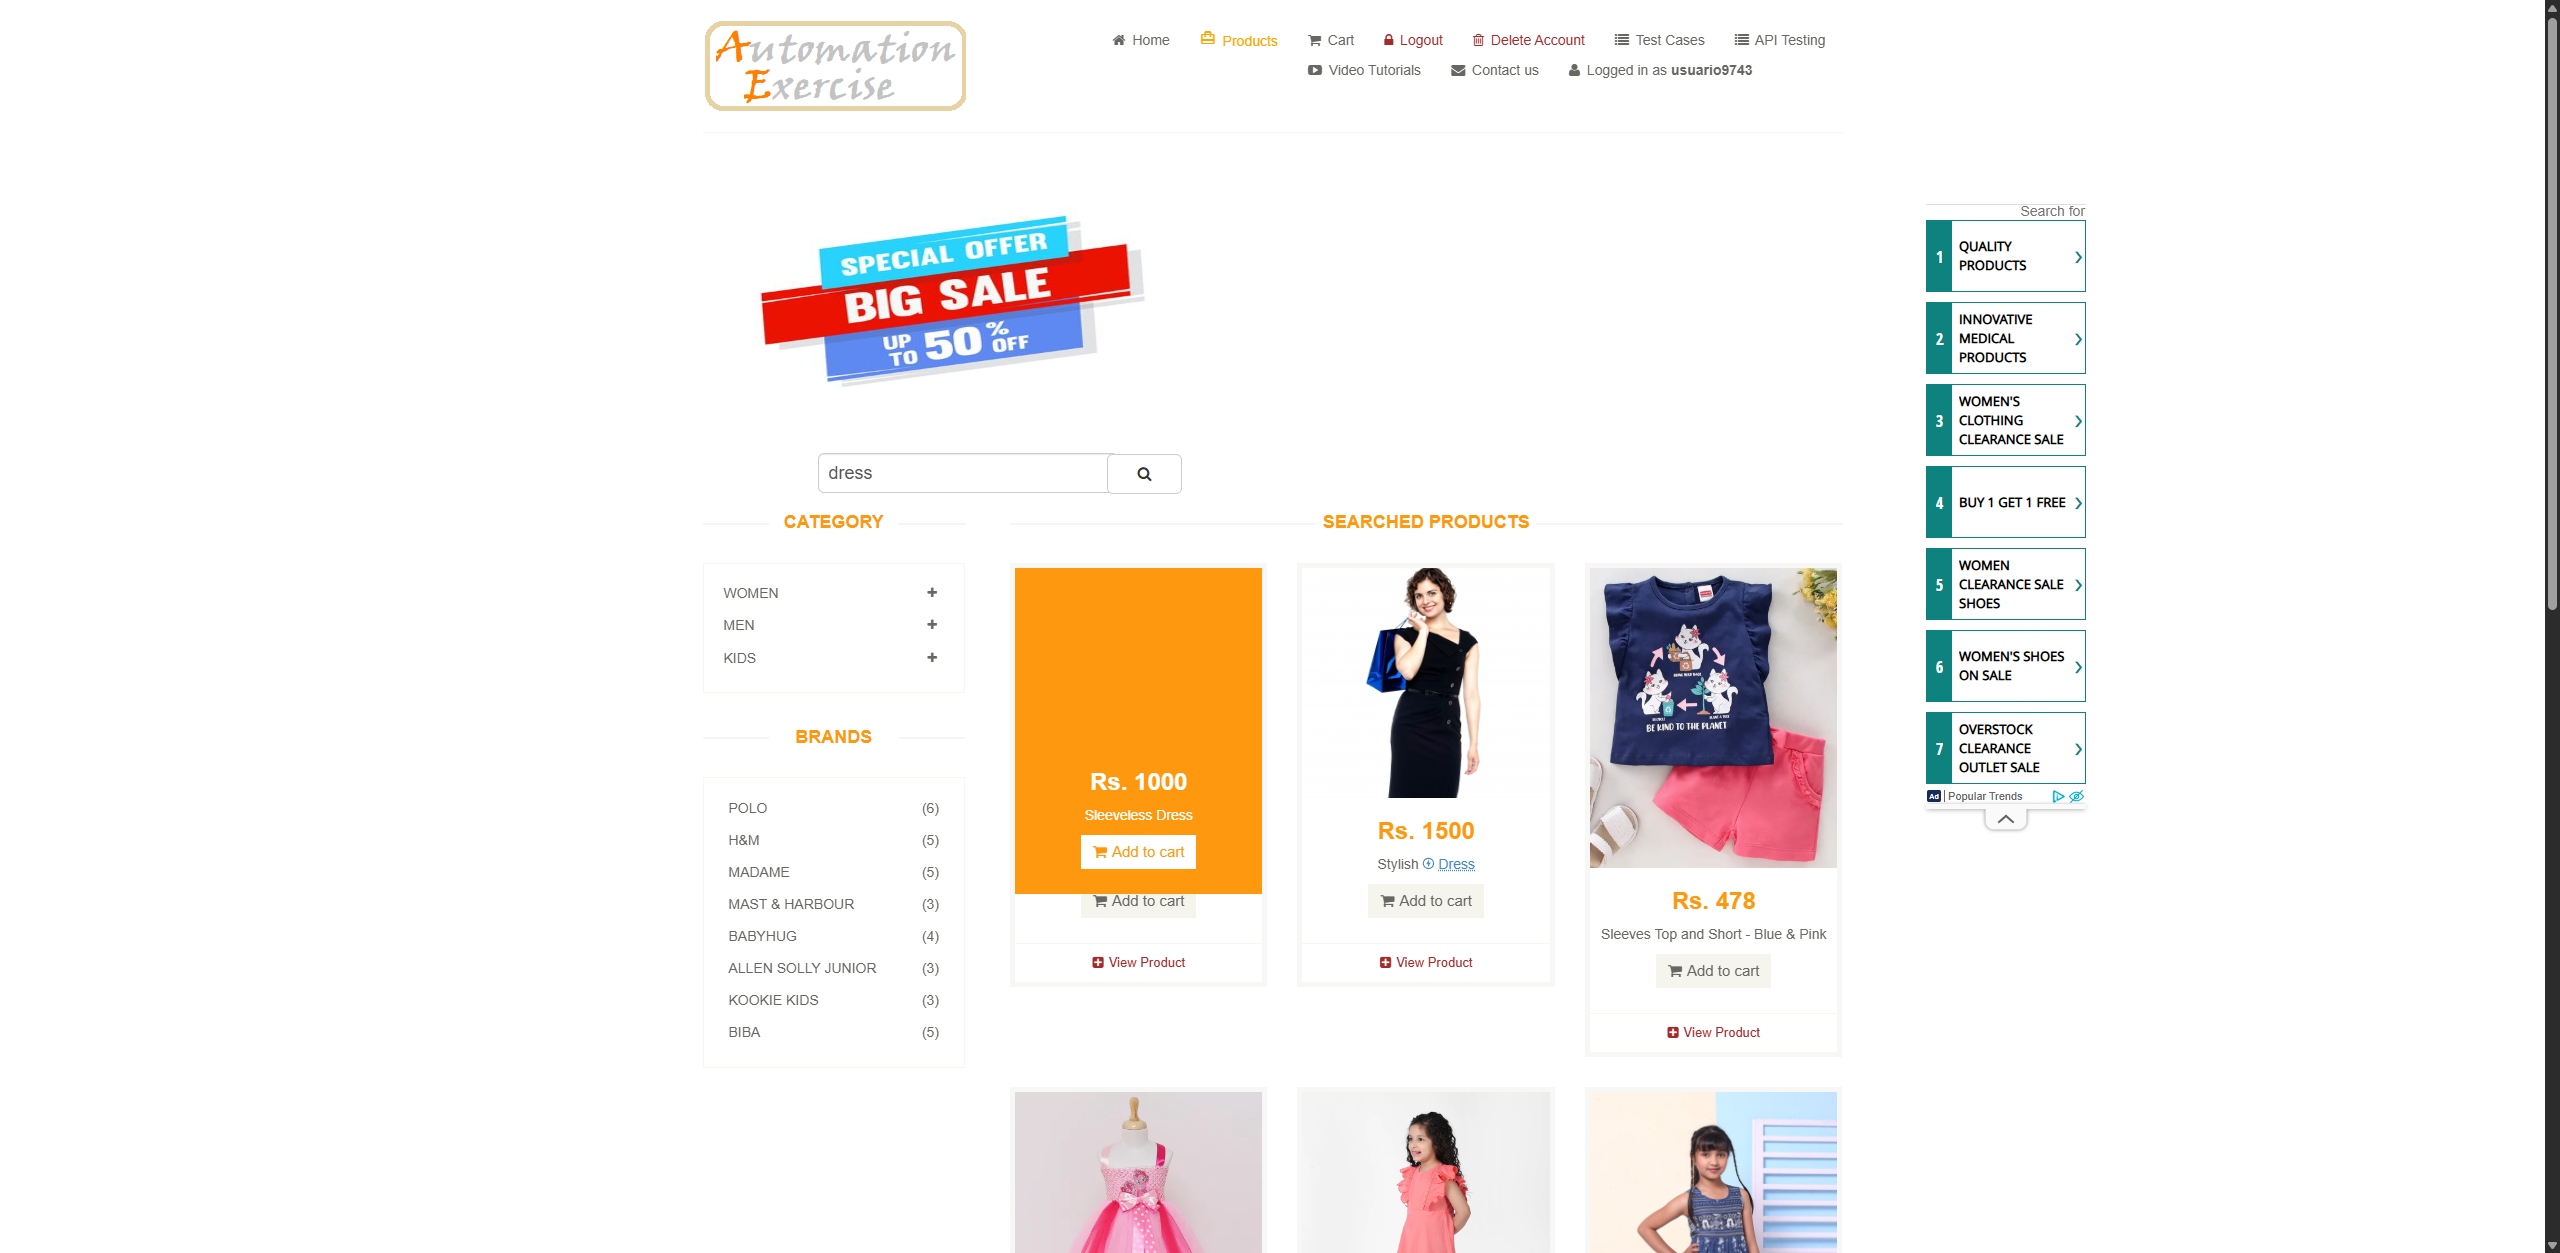 Automation
Exercise
Home
Products
Cart
Logout
Delete Account
Test Cases
API Testing
Video Tutorials
Contact us
Logged in as usuario9743
SPECIAL OFFER
BIG SALE
UP TO 50% OFF
dress
CATEGORY
WOMEN
MEN
KIDS
BRANDS
POLO (6)
H&M (5)
MADAME (5)
MAST & HARBOUR (3)
BABYHUG (4)
ALLEN SOLLY JUNIOR (3)
KOOKIE KIDS (3)
BIBA (5)
SEARCHED PRODUCTS
Rs. 1000
Sleeveless Dress
Add to cart
Add to cart
View Product
Rs. 1500
Stylish Dress
Add to cart
View Product
BE KIND TO THE PLANET
Rs. 478
Sleeves Top and Short - Blue & Pink
Add to cart
View Product
Search for
1
QUALITY
PRODUCTS
2
INNOVATIVE
MEDICAL
PRODUCTS
3
WOMEN'S
CLOTHING
CLEARANCE SALE
4
BUY 1 GET 1 FREE
5
WOMEN
CLEARANCE SALE
SHOES
6
WOMEN'S SHOES
ON SALE
7
OVERSTOCK
CLEARANCE
OUTLET SALE
Ad | Popular Trends